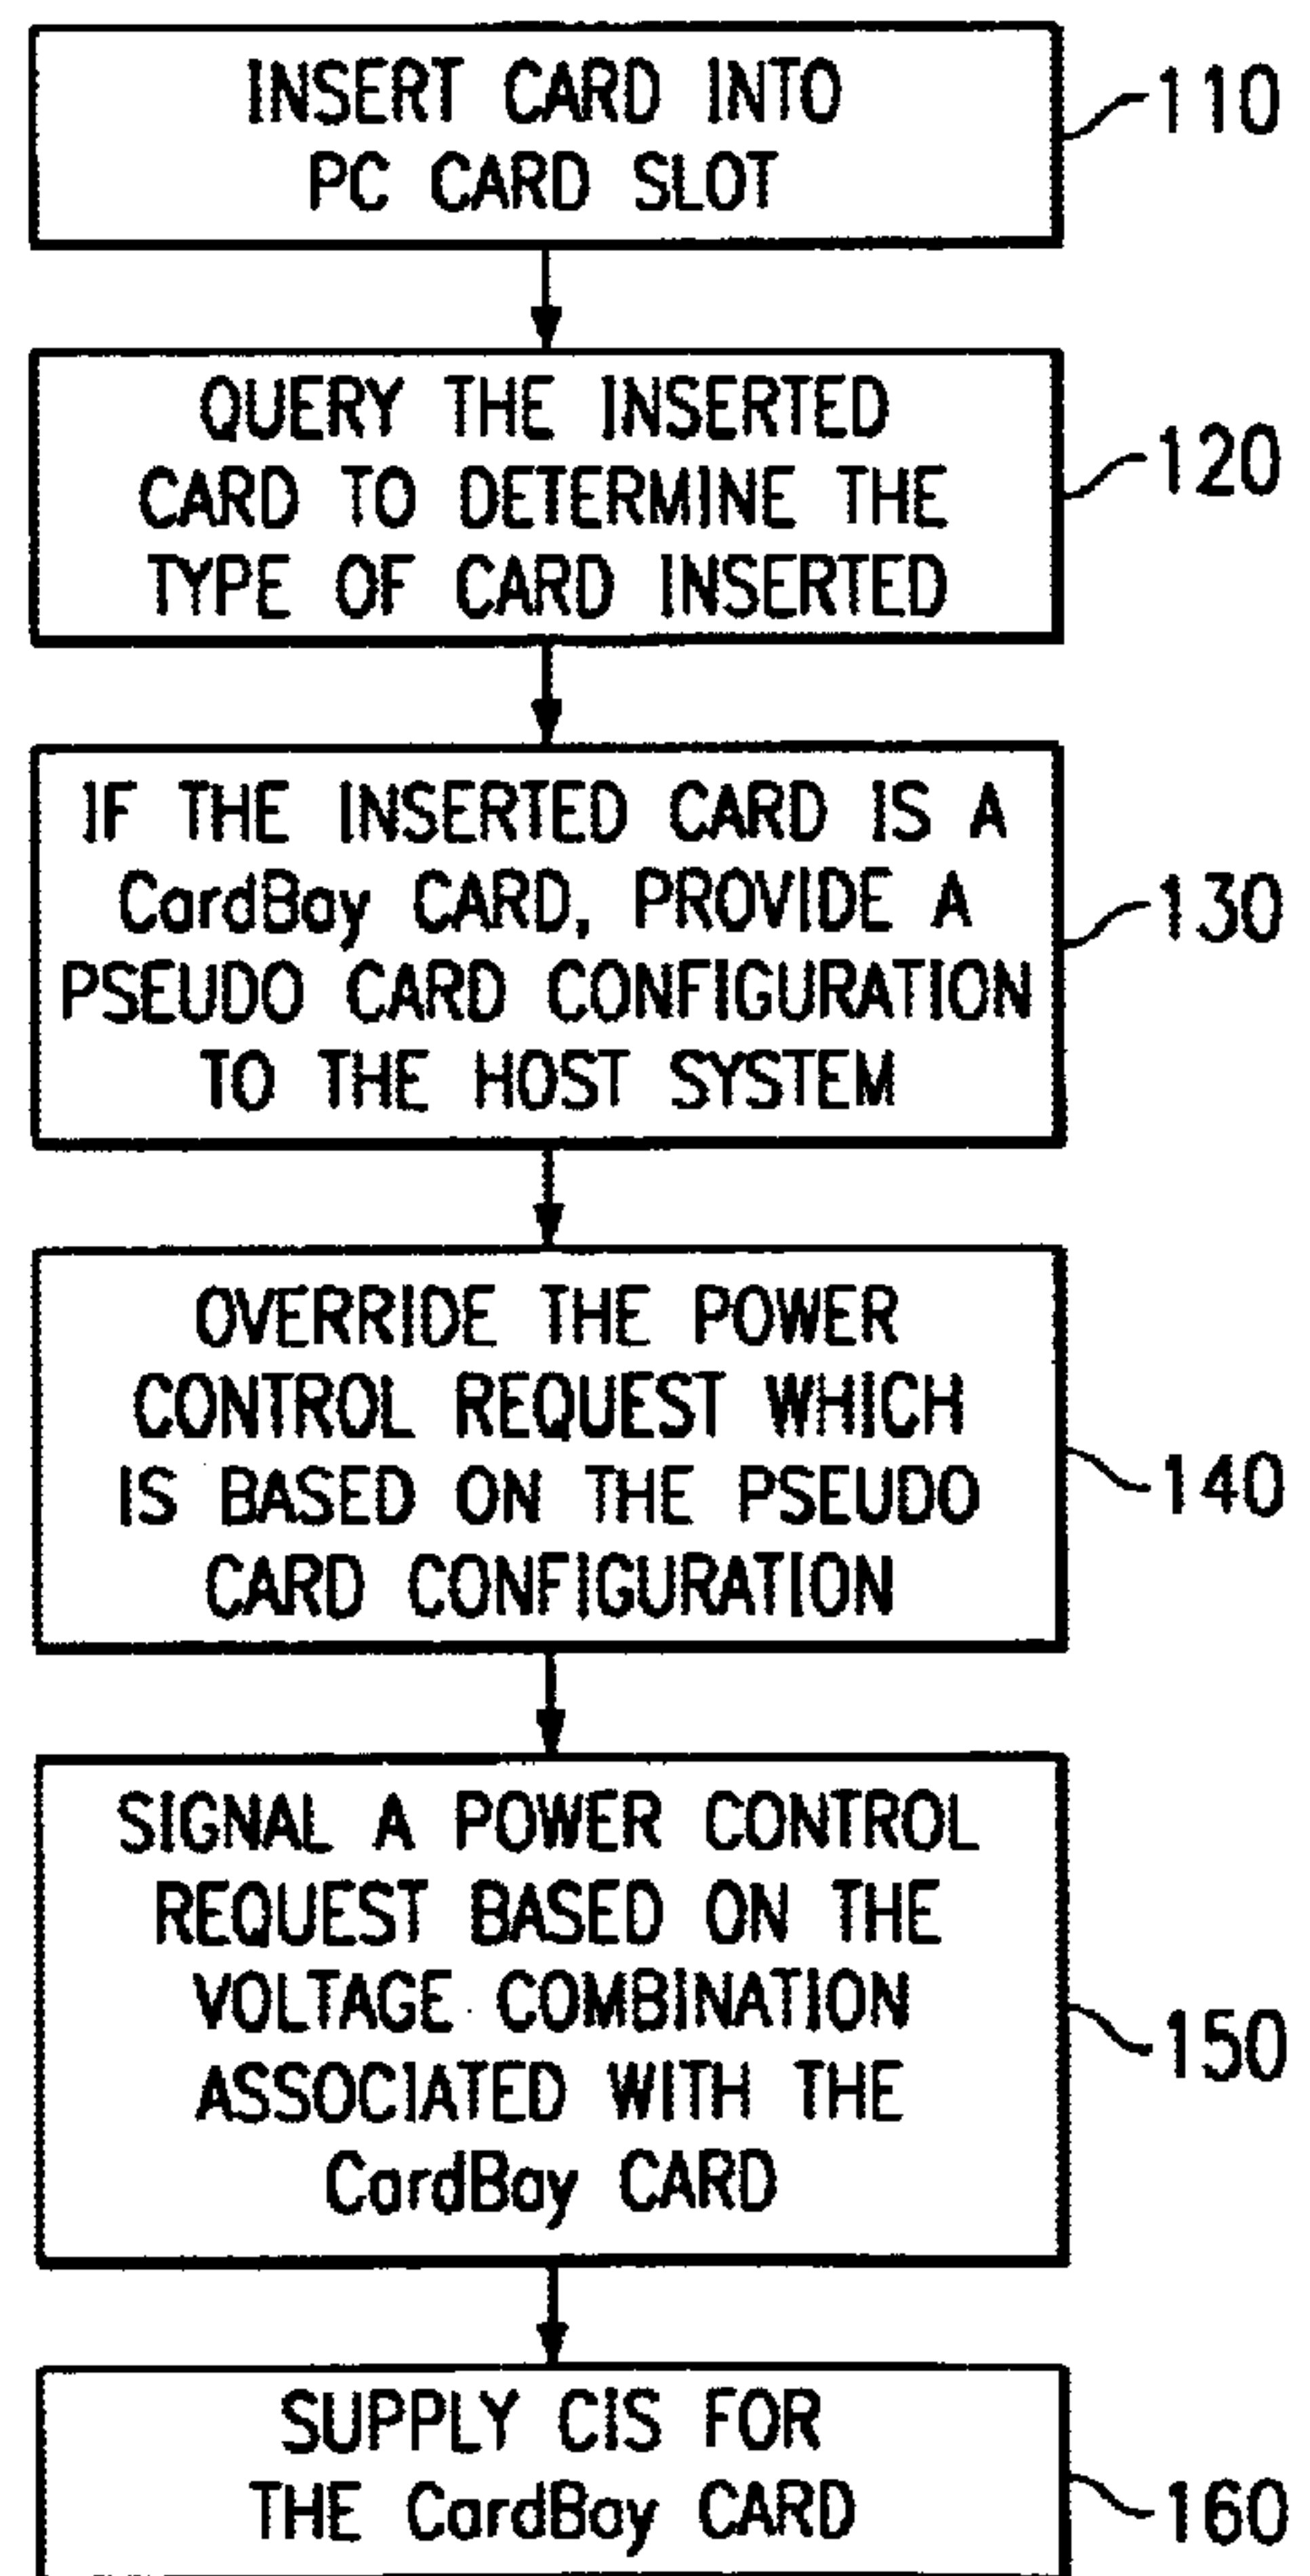 INSERT CARD INTO
PC CARD SLOT
110
QUERY THE INSERTED
CARD TO DETERMINE THE
TYPE OF CARD INSERTED
120
IF THE INSERTED CARD IS A
CardBay CARD, PROVIDE A
PSEUDO CARD CONFIGURATION
TO THE HOST SYSTEM
130
OVERRIDE THE POWER
CONTROL REQUEST WHICH
IS BASED ON THE PSEUDO
CARD CONFIGURATION
140
SIGNAL A POWER CONTROL
REQUEST BASED ON THE
VOLTAGE COMBINATION
ASSOCIATED WITH THE
CardBay CARD
150
SUPPLY CIS FOR
THE CardBay CARD
160